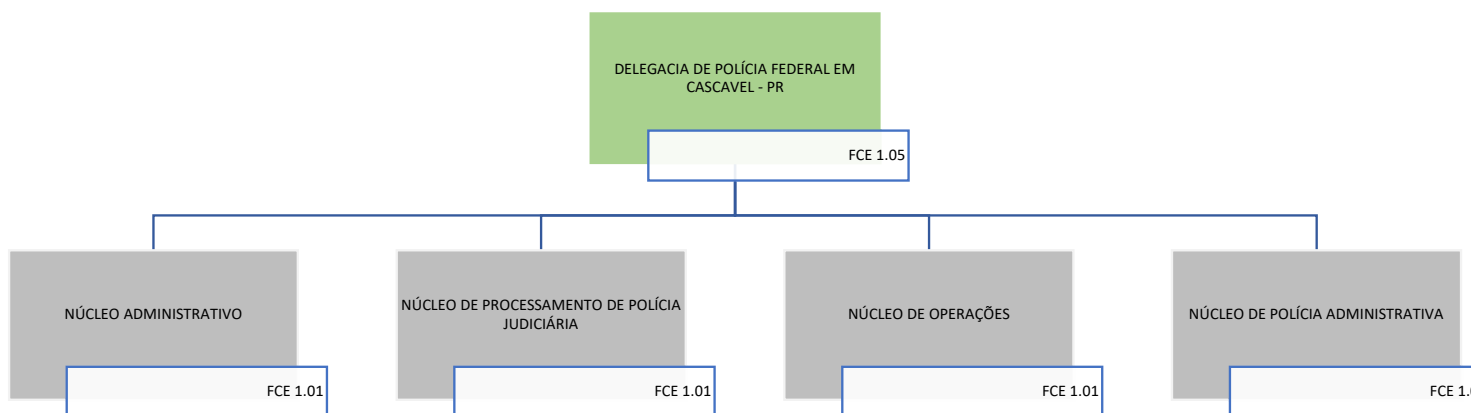 DELEGACIA DE POLÍCIA FEDERAL EM
CASCAVEL - PR
FCE 1.05
NÚCLEO ADMINISTRATIVO
FCE 1.01
NÚCLEO DE PROCESSAMENTO DE POLÍCIA
JUDICIÁRIA
FCE 1.01
NÚCLEO DE OPERAÇÕES
FCE 1.01
NÚCLEO DE POLÍCIA ADMINISTRATIVA
FCE